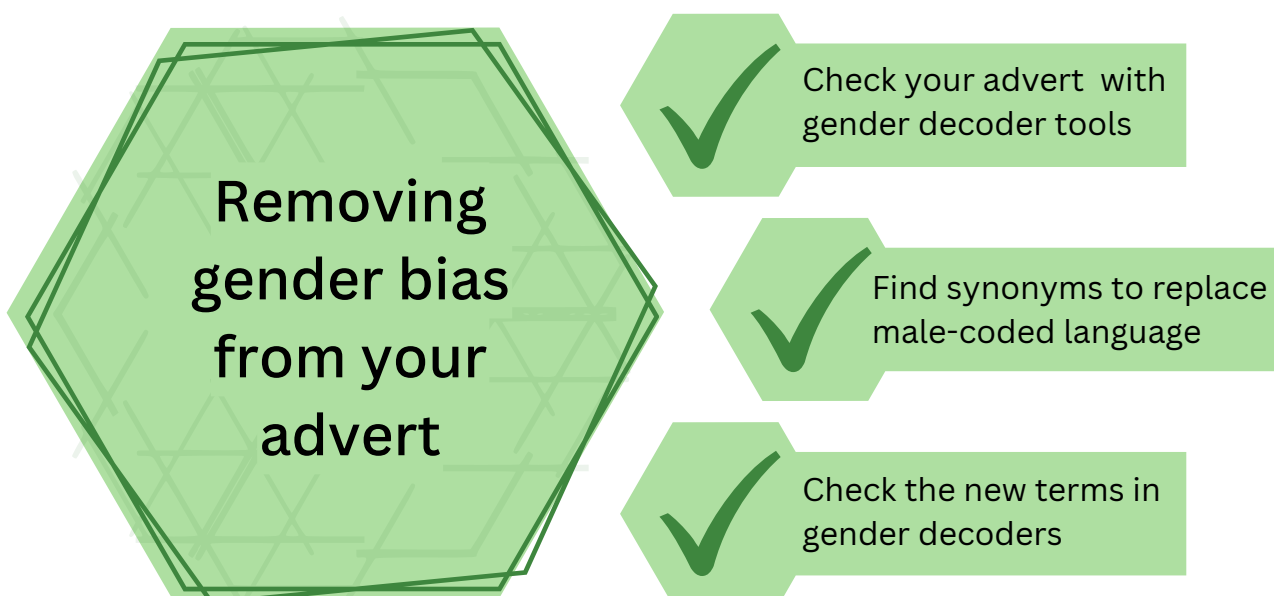 Removing
gender bias
from your
advert
Check your advert  with
gender decoder tools
Find synonyms to replace
male-coded language
Check the new terms in
gender decoders